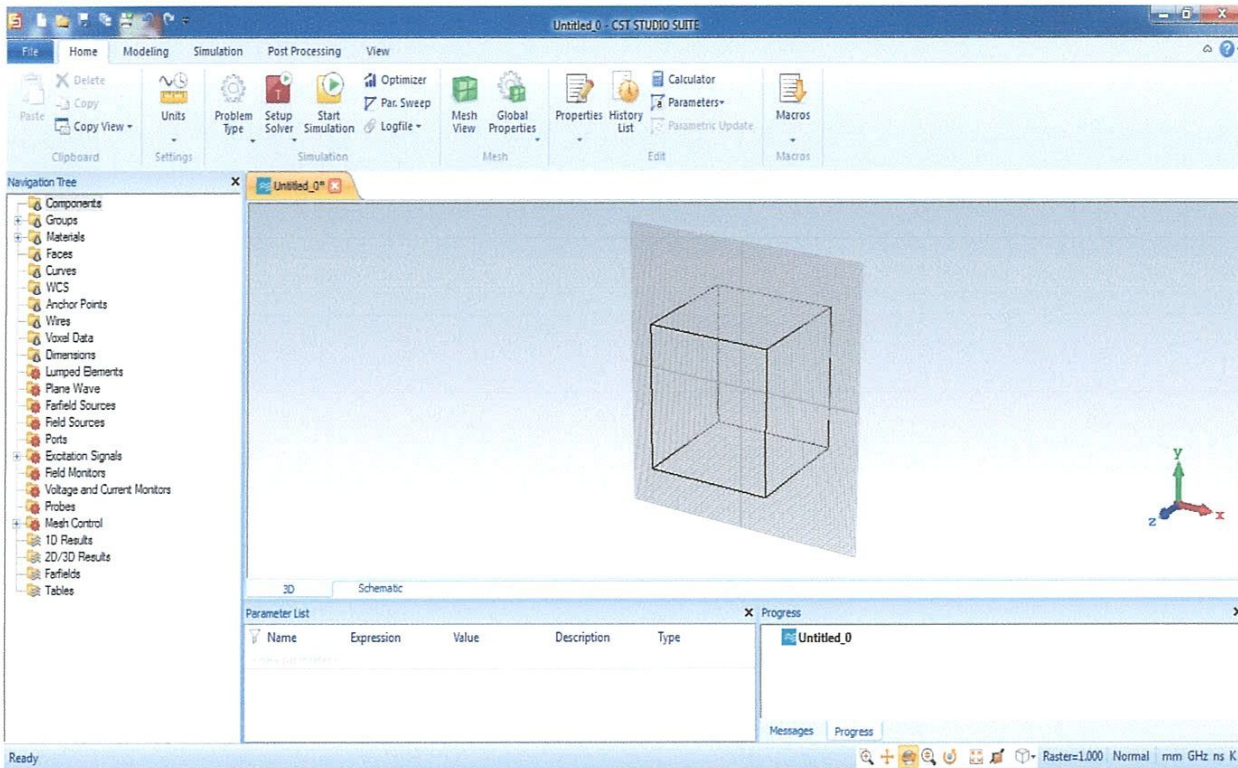 Untitled_0 - CST STUDIO SUITE
File Home Modeling Simulation Post Processing View
Paste
Delete
Copy
Copy View
Clipboard
Units
Settings
Problem Type
Setup Solver
Start Simulation
Optimizer
Par. Sweep
Logfile
Simulation
Mesh View
Global Properties
Mesh
Properties
History List
Calculator
Parameters
Parametric Update
Edit
Macros
Macros
Navigation Tree
Components
Groups
Materials
Faces
Curves
WCS
Anchor Points
Wires
Voxel Data
Dimensions
Lumped Elements
Plane Wave
Farfield Sources
Field Sources
Ports
Excitation Signals
Field Monitors
Voltage and Current Monitors
Probes
Mesh Control
1D Results
2D/3D Results
Farfields
Tables
Untitled_0*
y
z x
3D Schematic
Parameter List
Name Expression Value Description Type
Progress
Untitled_0
Messages Progress
Ready
Raster=1.000 Normal mm GHz ns K